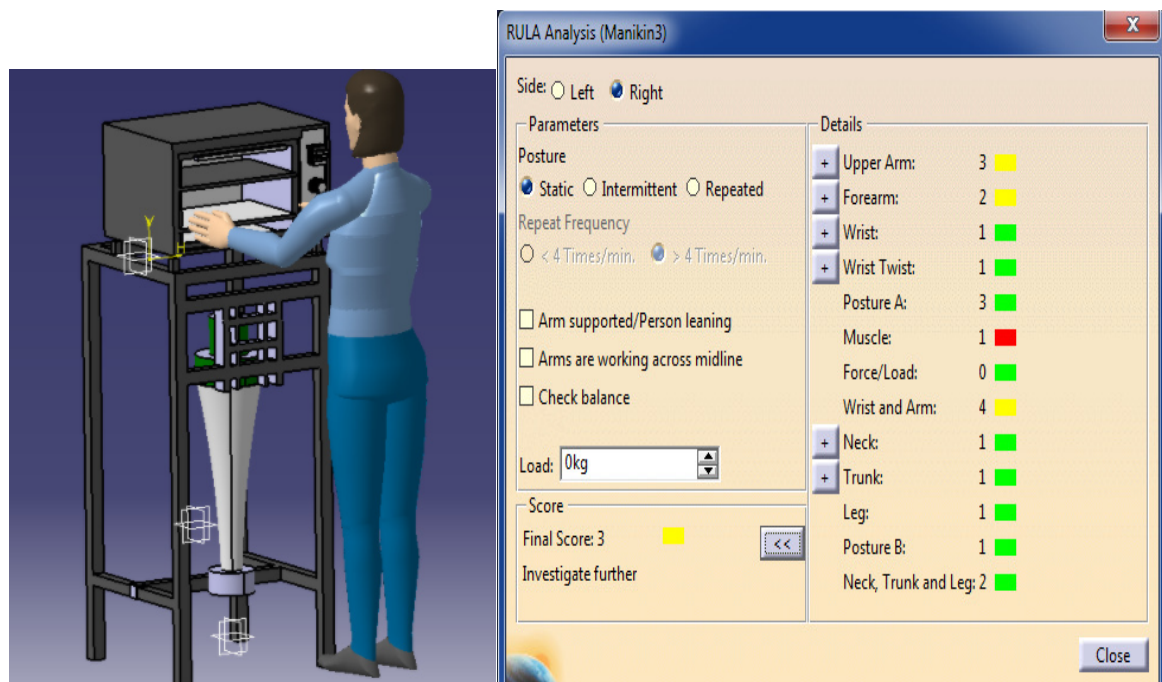 RULA Analysis (Manikin3)
X
Side: Left Right
Parameters
Posture
Static Intermittent Repeated
Repeat Frequency
< 4 Times/min. > 4 Times/min.
Arm supported/Person leaning
Arms are working across midline
Check balance
Load: 0kg
Score
Final Score: 3
<<
Investigate further
Details
+ Upper Arm: 3
+ Forearm: 2
+ Wrist: 1
+ Wrist Twist: 1
Posture A: 3
Muscle: 1
Force/Load: 0
Wrist and Arm: 4
+ Neck: 1
+ Trunk: 1
Leg: 1
Posture B: 1
Neck, Trunk and Leg: 2
Close
Y
H